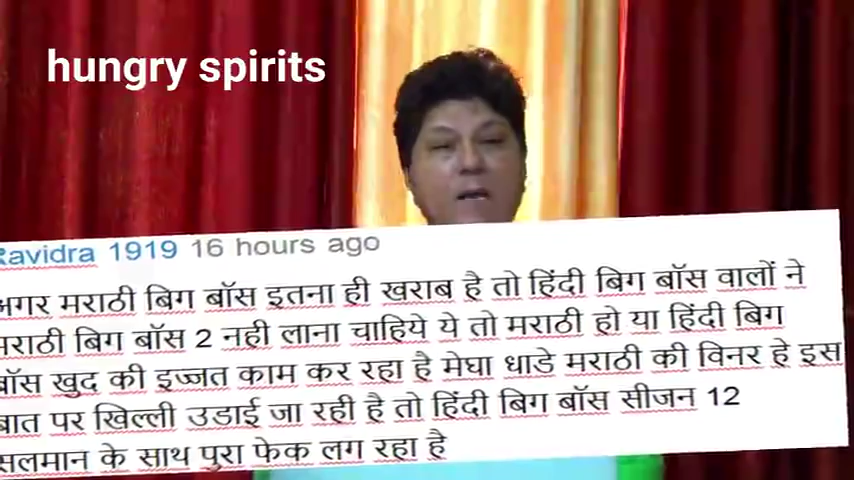 hungry spirits
Ravidra 1919 16 hours ago
अगर मराठी बिग बॉस इतना ही खराब है तो हिंदी बिग बॉस वालों ने
मराठी बिग बॉस 2 नही लाना चाहिये ये तो मराठी हो या हिंदी बिग
बॉस खुद की इज्जत काम कर रहा है मेघा धाडे मराठी की विनर हे इस
बात पर खिल्ली उडाई जा रही है तो हिंदी बिग बॉस सीजन 12
सलमान के साथ पुरा फेक लग रहा है